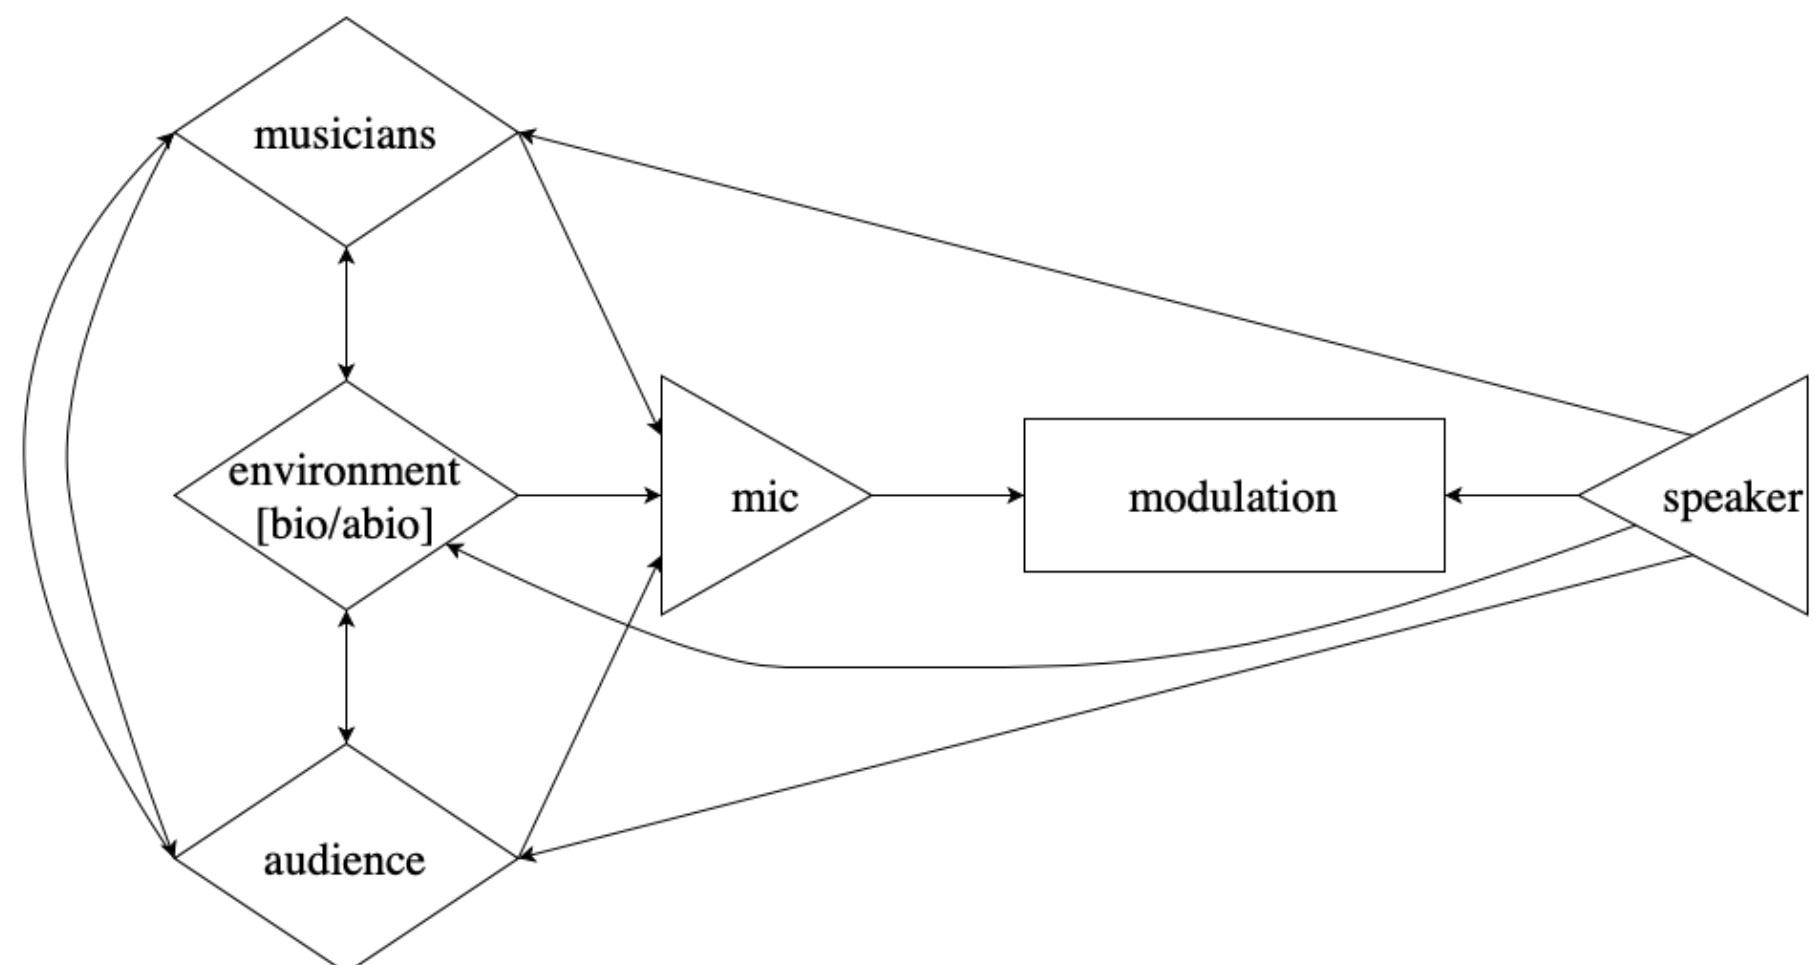 musicians
environment
[bio/abio]
mic
modulation
speaker
audience